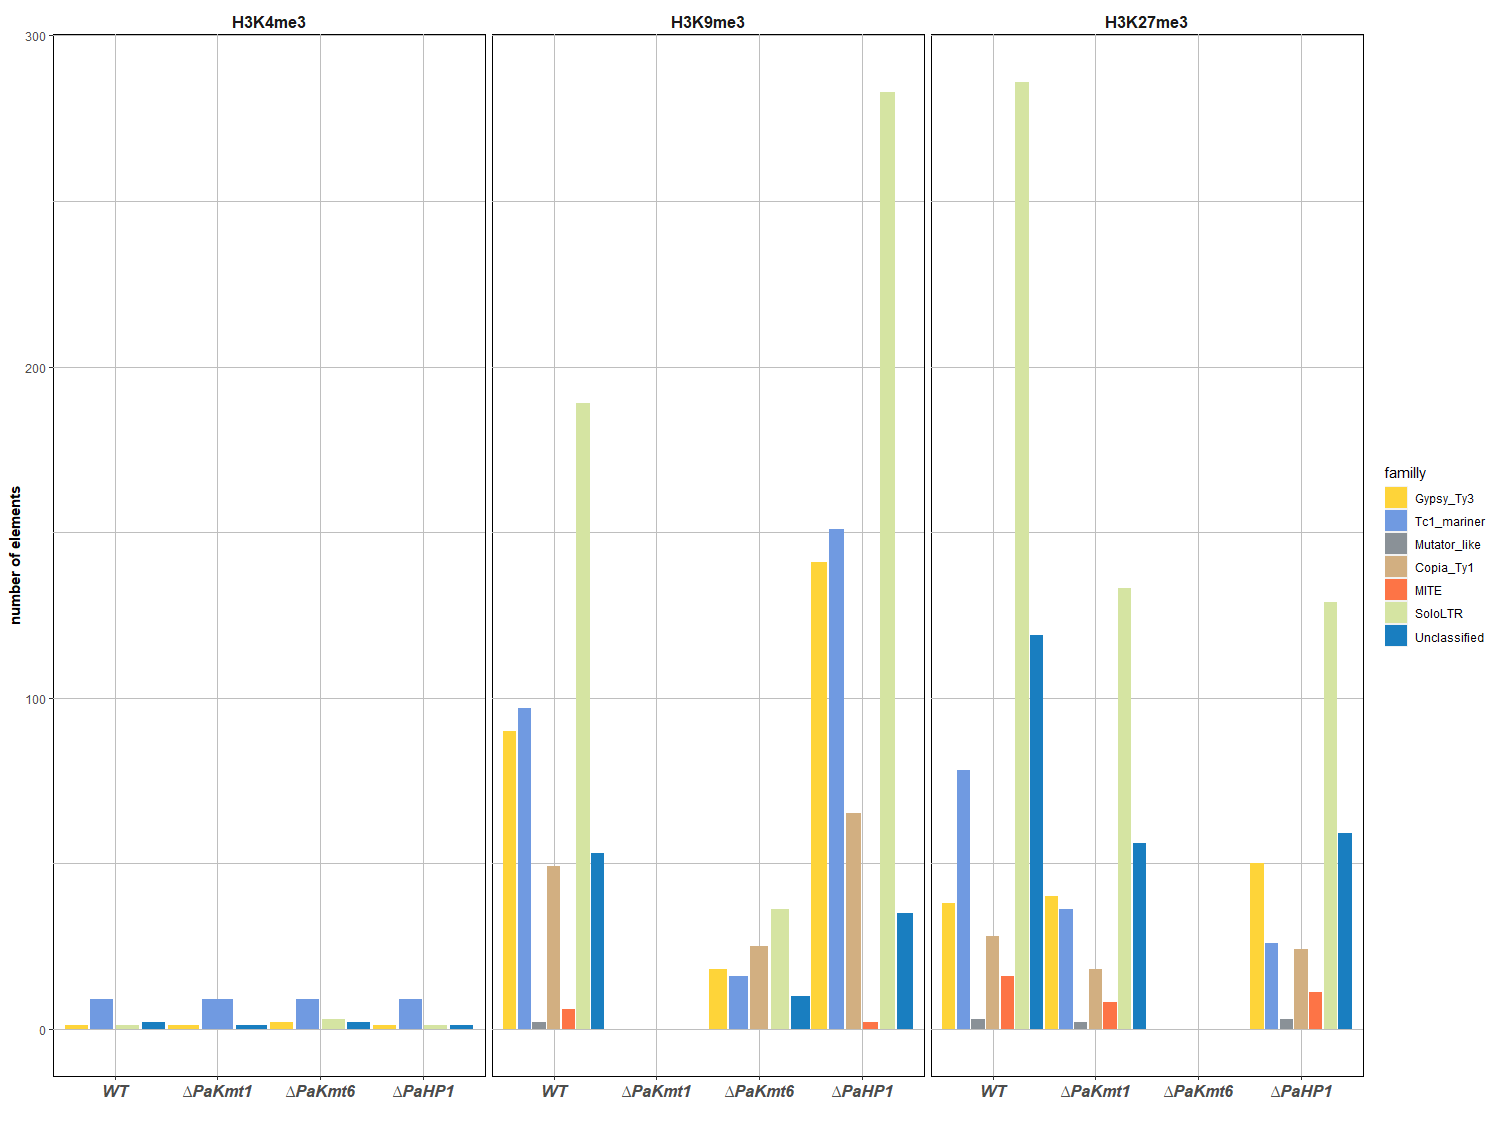 H3K4me3 H3K9me3 H3K27me3
300
200
100
0
number of elements
WT ΔPaKmt1 ΔPaKmt6 ΔPaHP1 WT ΔPaKmt1 ΔPaKmt6 ΔPaHP1 WT ΔPaKmt1 ΔPaKmt6 ΔPaHP1
familly
Gypsy_Ty3
Tc1_mariner
Mutator_like
Copia_Ty1
MITE
SoloLTR
Unclassified